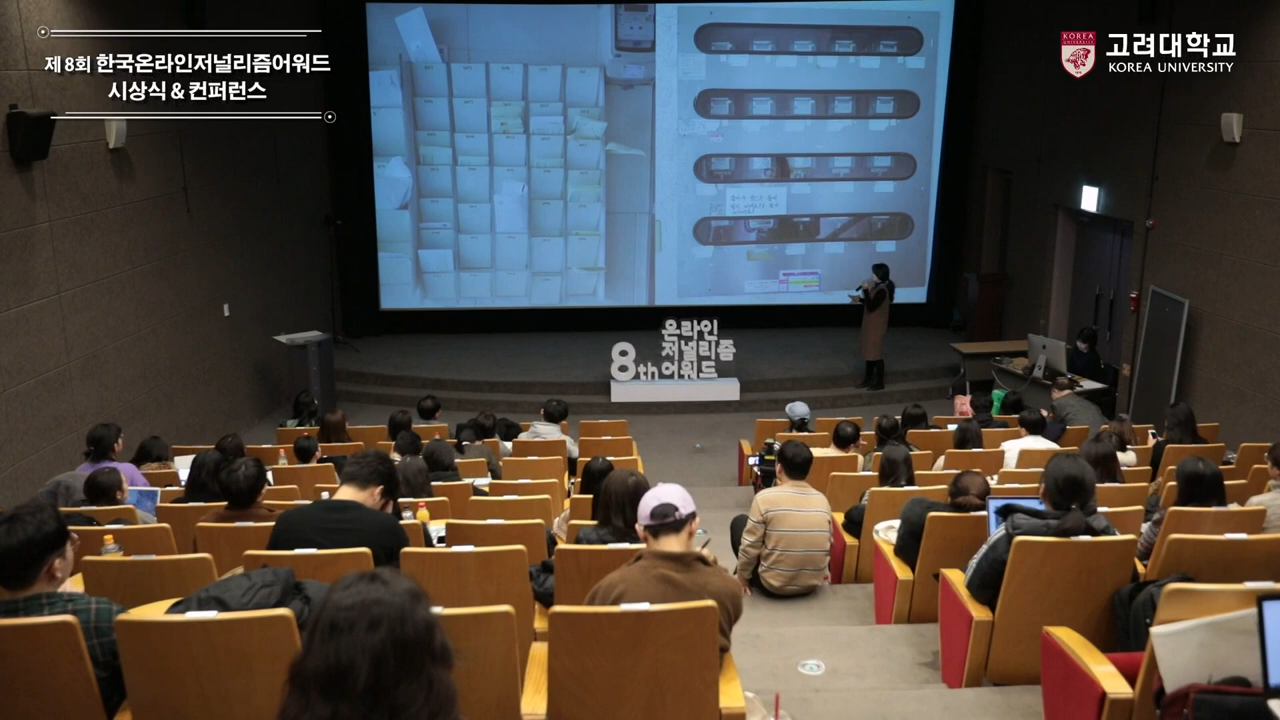 제 8회 한국온라인저널리즘어워드
시상식 & 컨퍼런스
KOREA
UNIVERSITY
고려대학교
KOREA UNIVERSITY
8th
온라인
저널리즘
어워드